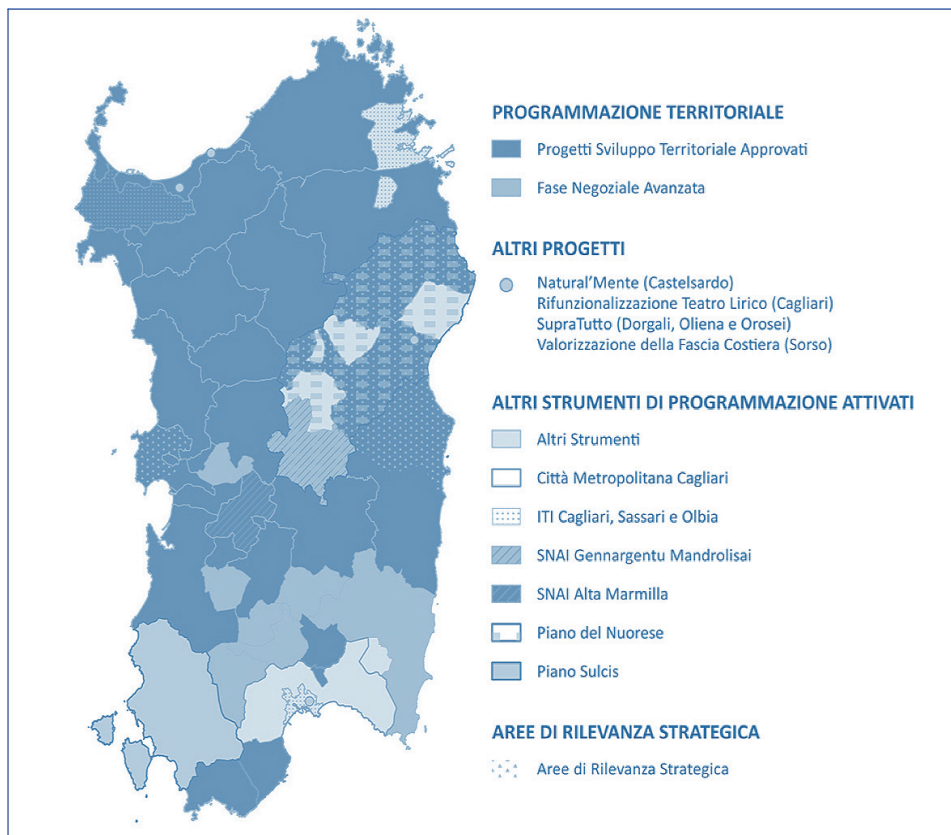 PROGRAMMAZIONE TERRITORIALE
Progetti Sviluppo Territoriale Approvati
Fase Negoziale Avanzata
ALTRI PROGETTI
Natural'Mente (Castelsardo)
Rifunzionalizzazione Teatro Lirico (Cagliari)
SupraTutto (Dorgali, Oliena e Orosei)
Valorizzazione della Fascia Costiera (Sorso)
ALTRI STRUMENTI DI PROGRAMMAZIONE ATTIVATI
Altri Strumenti
Città Metropolitana Cagliari
ITI Cagliari, Sassari e Olbia
SNAI Gennargentu Mandrolisai
SNAI Alta Marmilla
Piano del Nuorese
Piano Sulcis
AREE DI RILEVANZA STRATEGICA
Aree di Rilevanza Strategica